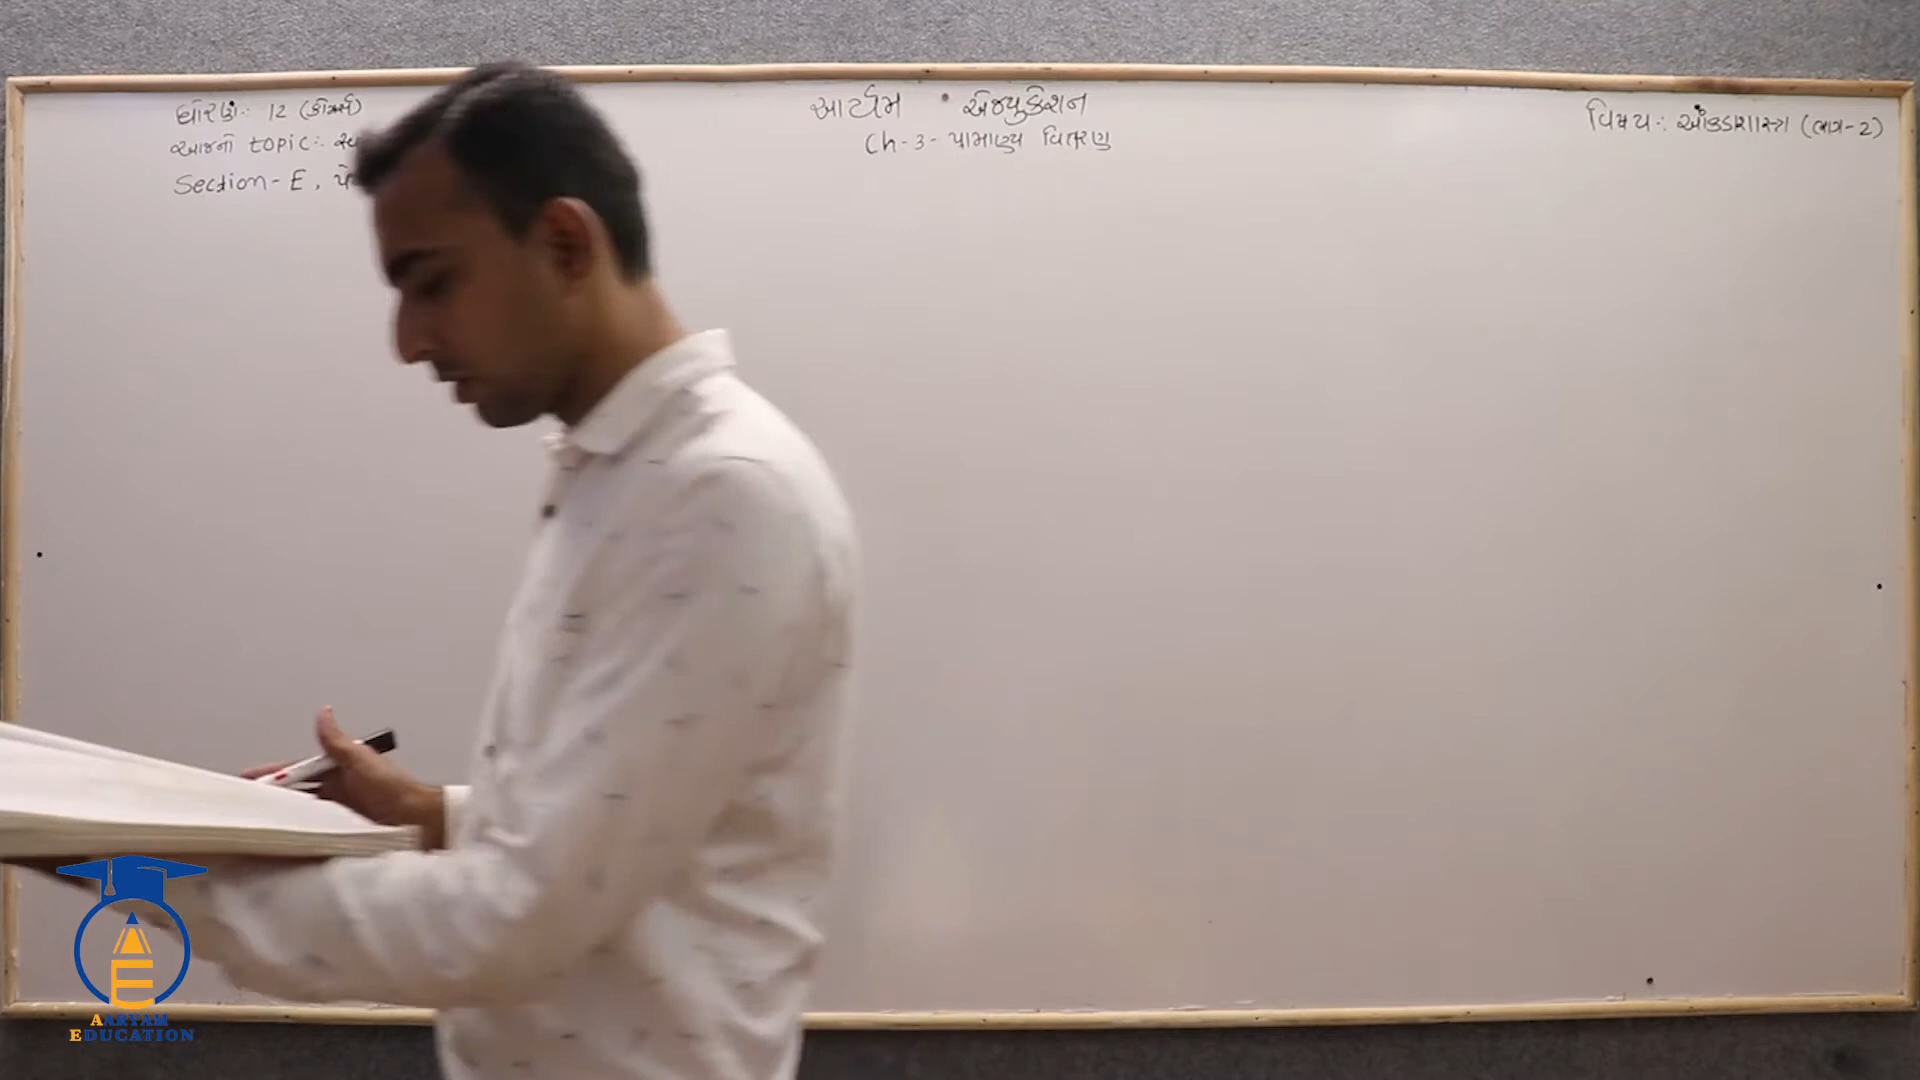 ધોરણ : 12 (કોમર્સ)
આજનો topic :
Section - E,
આર્યમ એજ્યુકેશન
Ch - 3 - પ્રામાણ્ય વિતરણ
વિષય : આંકડાશાસ્ત્ર (ભાગ-2)
AARYAM
EDUCATION